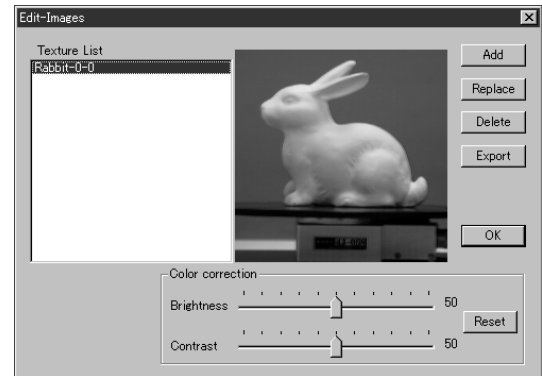 Edit-Images
Texture List
Rabbit-0-0
Add
Replace
Delete
Export
OK
Color correction
Brightness
50
Reset
Contrast
50